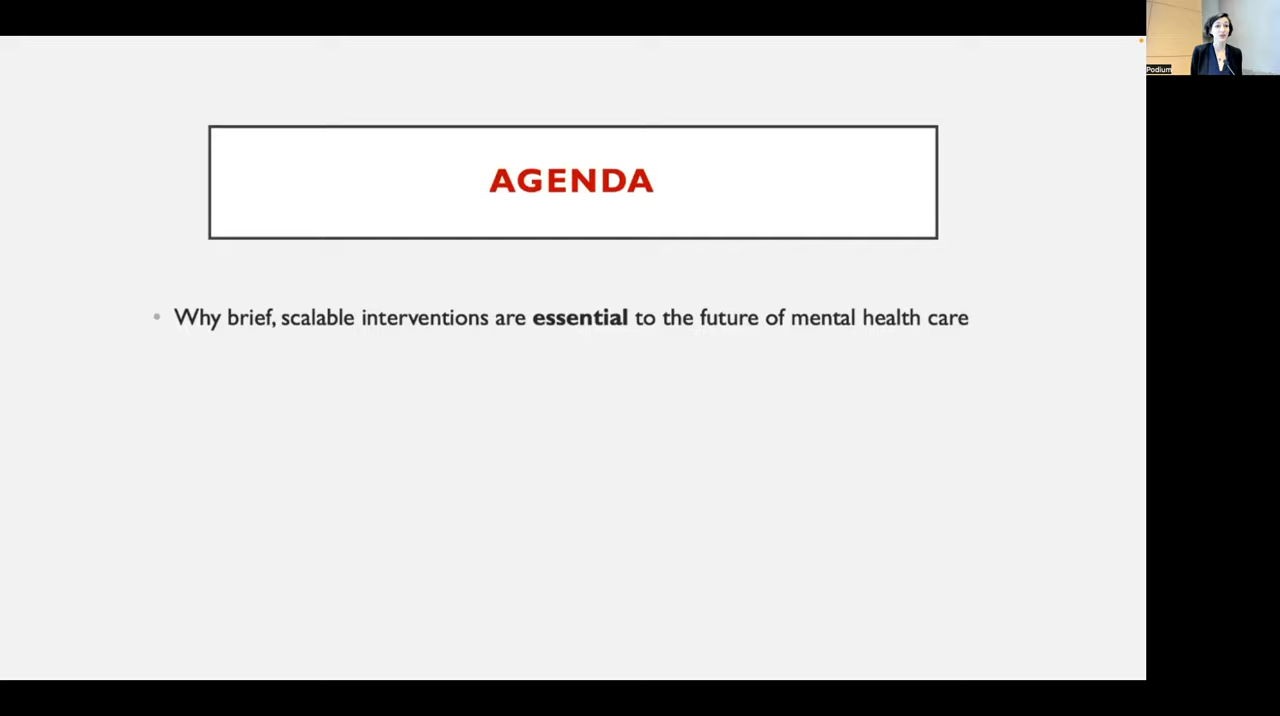 Podium
AGENDA
• Why brief, scalable interventions are essential to the future of mental health care